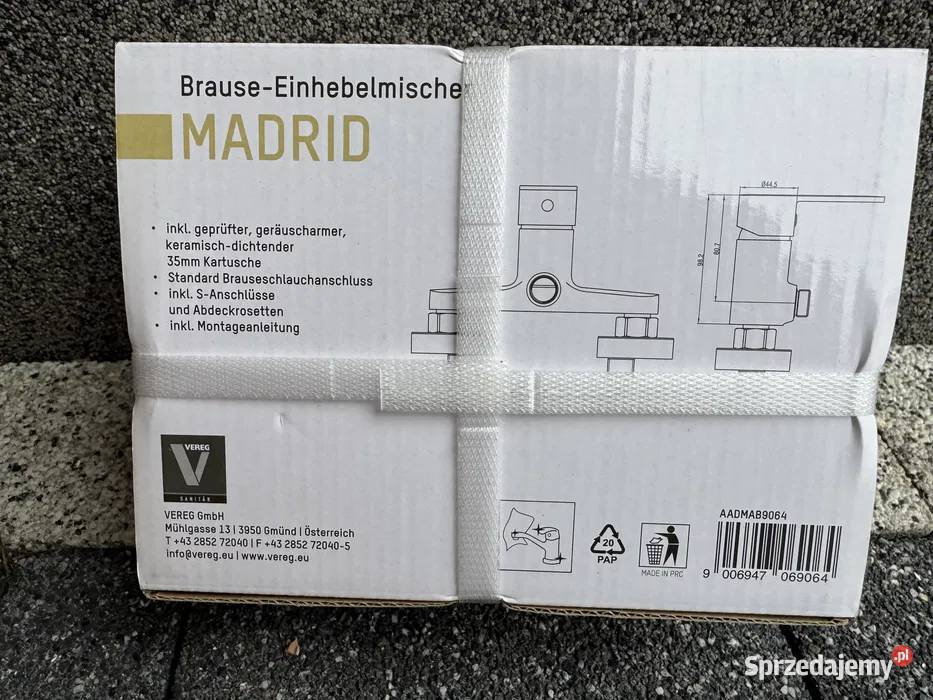 Brause-Einhebelmische
MADRID
• inkl. geprüfter, geräuscharmer,
keramisch-dichtender
35mm Kartusche
• Standard Brauseschlauchanschluss
• inkl. S-Anschlüsse
und Abdeckrosetten
• inkl. Montageanleitung
Ø44,5
98,2
80,7
VEREG
V
SANITÄR
VEREG GmbH
Mühlgasse 13 | 3950 Gmünd | Österreich
T +43 2852 72040 | F +43 2852 72040-5
info@vereg.eu | www.vereg.eu
20
PAP
MADE IN PRC
AADMAB9064
9 006947 069064
Sprzedajemy.pl